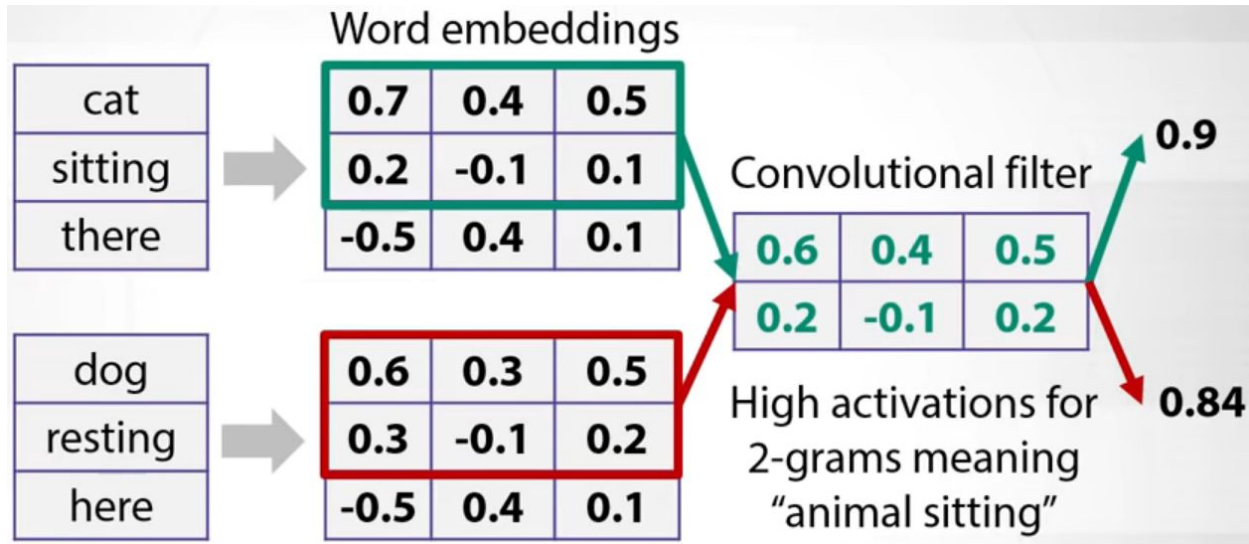 Word embeddings
cat
sitting
there
0.7 0.4 0.5
0.2 -0.1 0.1
-0.5 0.4 0.1
dog
resting
here
0.6 0.3 0.5
0.3 -0.1 0.2
-0.5 0.4 0.1
Convolutional filter
0.6 0.4 0.5
0.2 -0.1 0.2
High activations for
2-grams meaning
“animal sitting”
0.9
0.84